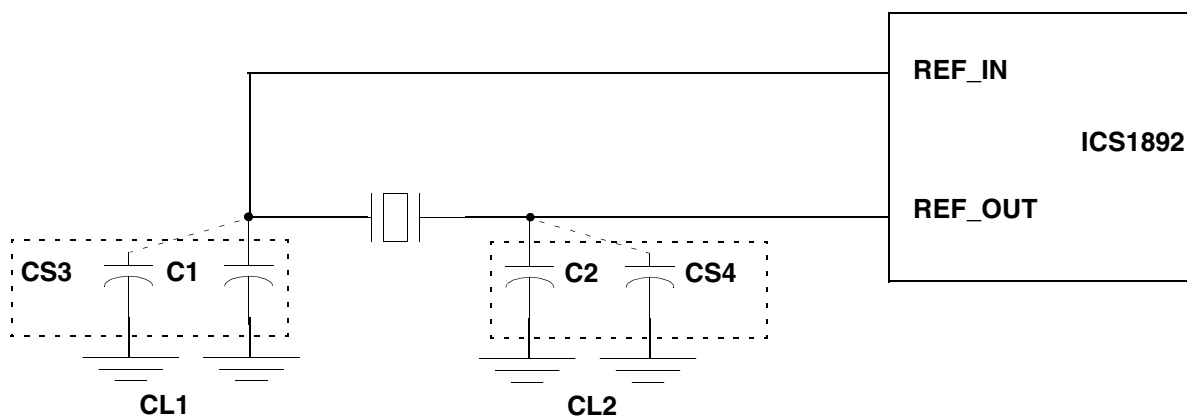 REF_IN
ICS1892
REF_OUT
CS3 C1 C2 CS4
CL1 CL2